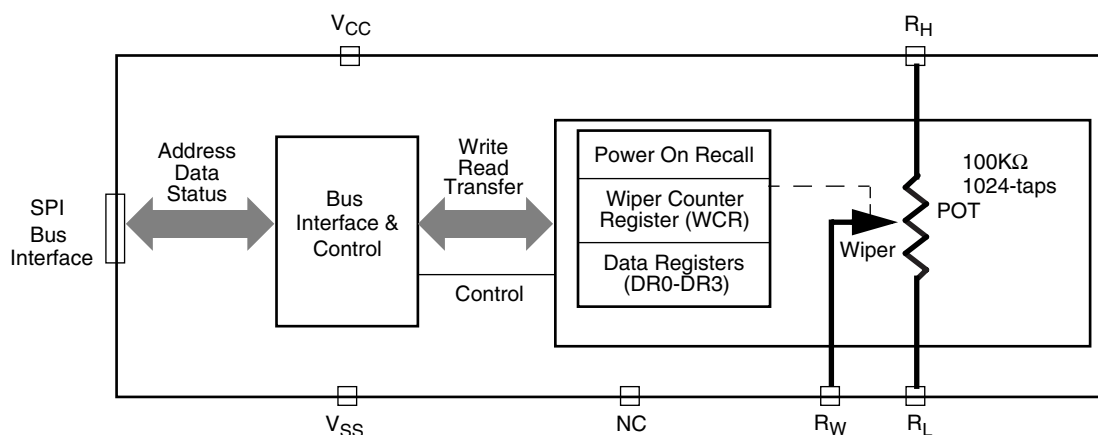 VCC
RH
Address
Data
Status
Write
Read
Transfer
Power On Recall
100KΩ
1024-taps
POT
SPI
Bus
Interface
Bus
Interface &
Control
Wiper Counter
Register (WCR)
Wiper
Data Registers
(DR0-DR3)
Control
VSS
NC
RW
RL